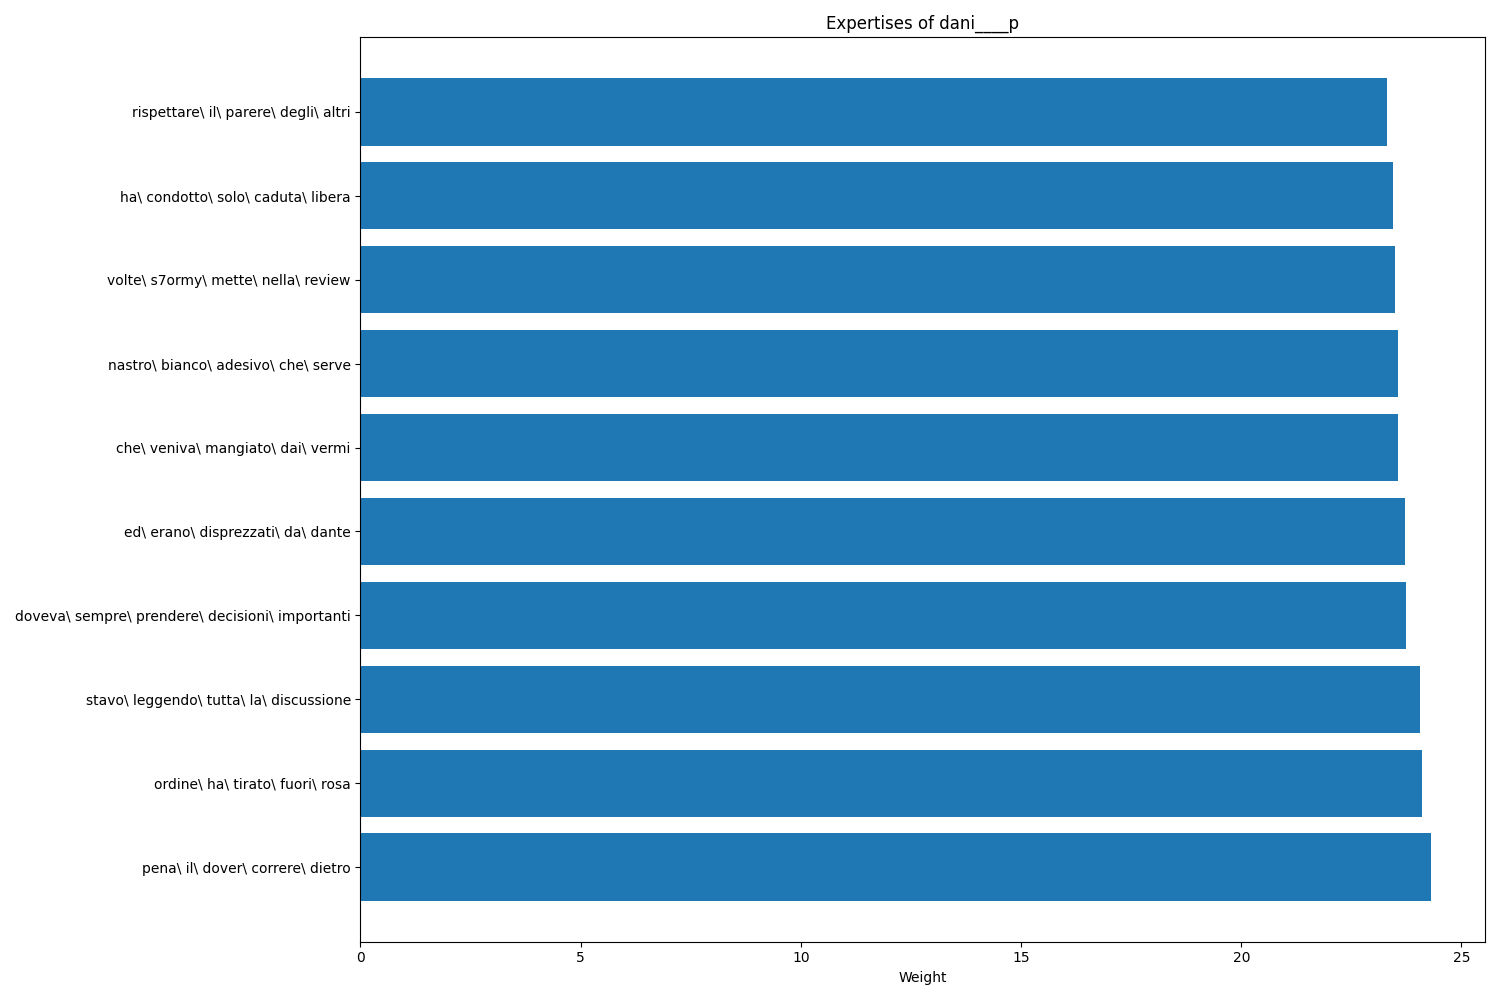 Expertises of dani____p
rispettare\ il\ parere\ degli\ altri
ha\ condotto\ solo\ caduta\ libera
volte\ s7ormy\ mette\ nella\ review
nastro\ bianco\ adesivo\ che\ serve
che\ veniva\ mangiato\ dai\ vermi
ed\ erano\ disprezzati\ da\ dante
doveva\ sempre\ prendere\ decisioni\ importanti
stavo\ leggendo\ tutta\ la\ discussione
ordine\ ha\ tirato\ fuori\ rosa
pena\ il\ dover\ correre\ dietro
0 5 10 15 20 25
Weight